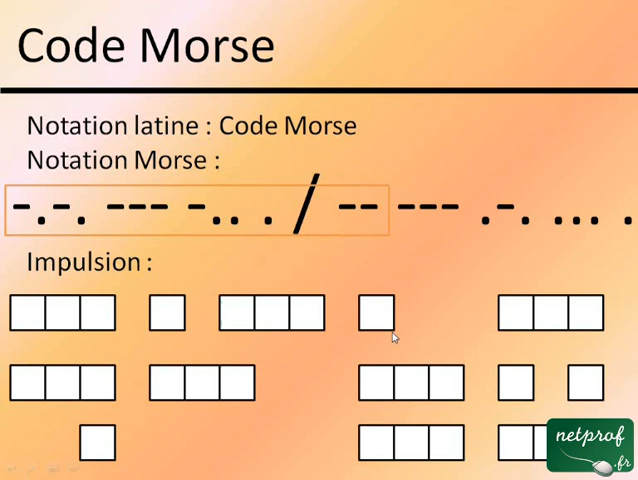 Code Morse
Notation latine : Code Morse
Notation Morse :
-.-. --- -.. . / -- --- .-. ... .
Impulsion :
netprof
.fr